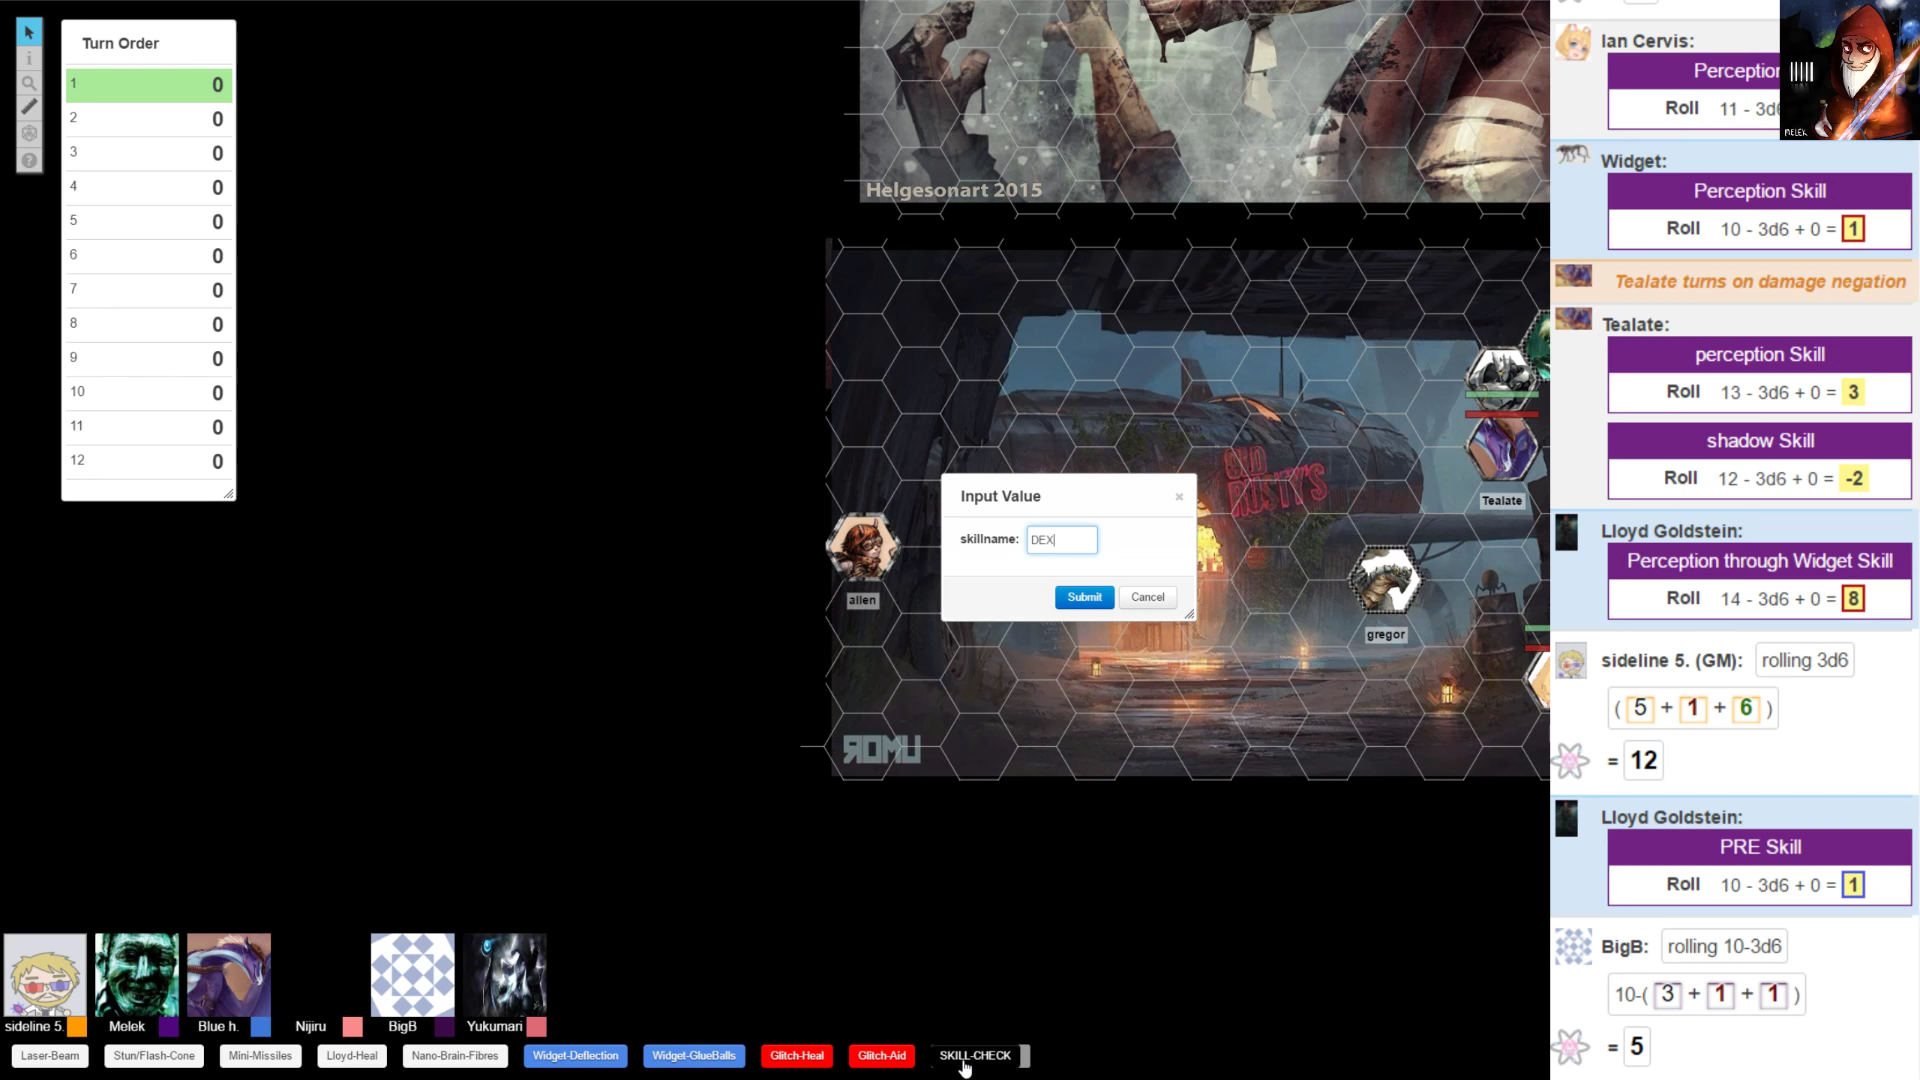 Turn Order
1 0
2 0
3 0
4 0
5 0
6 0
7 0
8 0
9 0
10 0
11 0
12 0
Helgesonart 2015
RUSTY'S
Tealate
allen
gregor
ROMU
Input Value ×
skillname: DEX
Submit Cancel
Ian Cervis:
Roll 11 - 3d6
MELEK
Widget:
Perception Skill
Roll 10 - 3d6 + 0 = 1
Tealate turns on damage negation
Tealate:
perception Skill
Roll 13 - 3d6 + 0 = 3
shadow Skill
Roll 12 - 3d6 + 0 = -2
Lloyd Goldstein:
Perception through Widget Skill
Roll 14 - 3d6 + 0 = 8
sideline 5. (GM): rolling 3d6
( 5 + 1 + 6 )
= 12
Lloyd Goldstein:
PRE Skill
Roll 10 - 3d6 + 0 = 1
BigB: rolling 10-3d6
10-( 3 + 1 + 1 )
= 5
sideline 5. Melek Blue h. Nijiru BigB Yukumari
Laser-Beam Stun/Flash-Cone Mini-Missiles Lloyd-Heal Nano-Brain-Fibres Widget-Deflection Widget-GlueBalls Glitch-Heal Glitch-Aid SKILL-CHECK